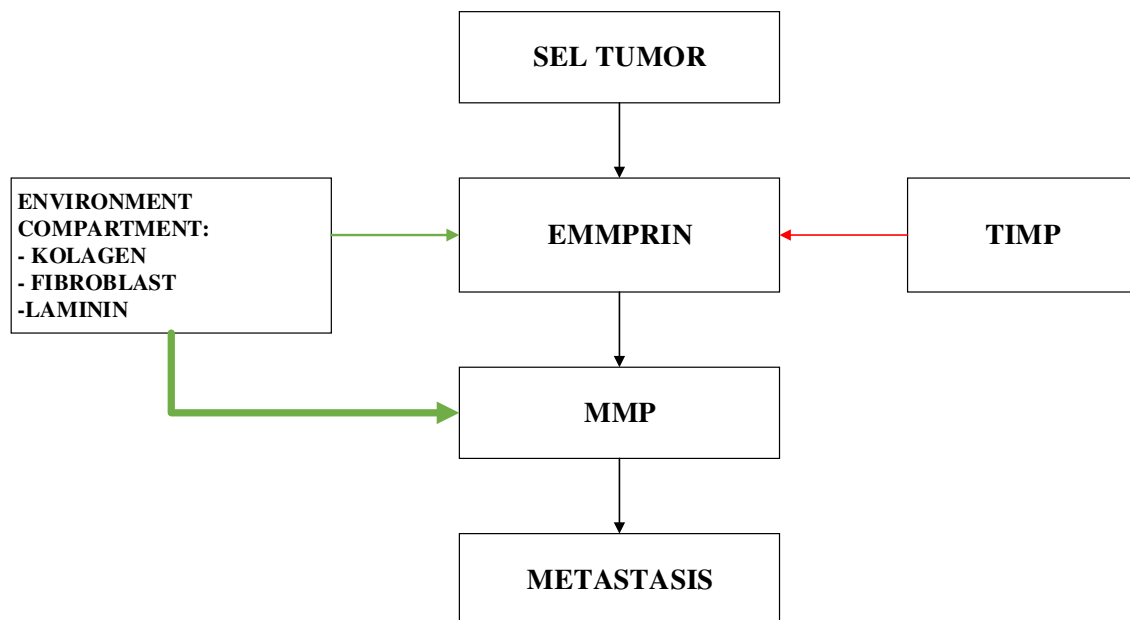 SEL TUMOR
ENVIRONMENT
COMPARTMENT:
- KOLAGEN
- FIBROBLAST
-LAMININ
EMMPRIN
TIMP
MMP
METASTASIS